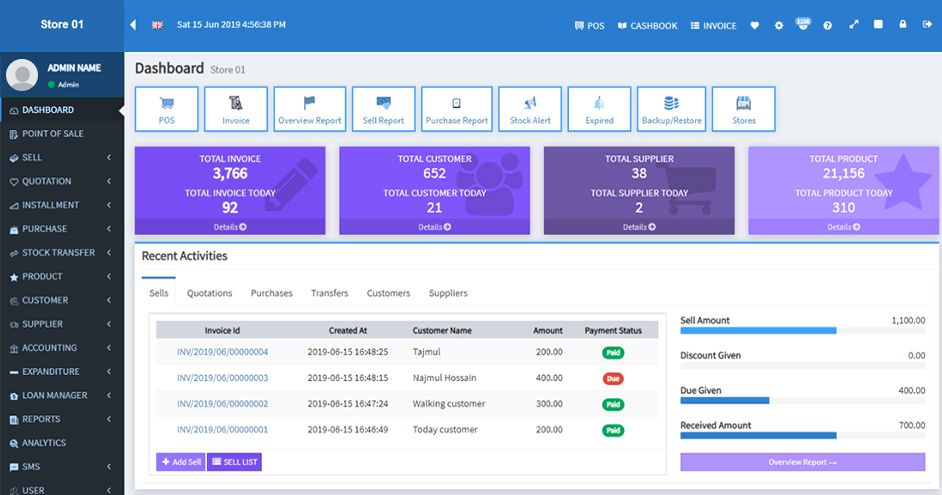 Store 01
Sat 15 Jun 2019 4:56:38 PM
POS
CASHBOOK
INVOICE
1156
ADMIN NAME
Admin
DASHBOARD
POINT OF SALE
SELL
QUOTATION
INSTALLMENT
PURCHASE
STOCK TRANSFER
PRODUCT
CUSTOMER
SUPPLIER
ACCOUNTING
EXPENDITURE
LOAN MANAGER
REPORTS
ANALYTICS
SMS
USER
Dashboard Store 01
POS
Invoice
Overview Report
Sell Report
Purchase Report
Stock Alert
Expired
Backup/Restore
Stores
TOTAL INVOICE
3,766
TOTAL INVOICE TODAY
92
Details
TOTAL CUSTOMER
652
TOTAL CUSTOMER TODAY
21
Details
TOTAL SUPPLIER
38
TOTAL SUPPLIER TODAY
2
Details
TOTAL PRODUCT
21,156
TOTAL PRODUCT TODAY
310
Details
Recent Activities
Sells Quotations Purchases Transfers Customers Suppliers
Invoice Id Created At Customer Name Amount Payment Status
INV/2019/06/00000004 2019-06-15 16:48:25 Tajmul 200.00 Paid
INV/2019/06/00000003 2019-06-15 16:48:15 Najmul Hossain 400.00 Due
INV/2019/06/00000002 2019-06-15 16:47:24 Walking customer 300.00 Paid
INV/2019/06/00000001 2019-06-15 16:46:49 Today customer 200.00 Paid
+ Add Sell
SELL LIST
Sell Amount 1,100.00
Discount Given 0.00
Due Given 400.00
Received Amount 700.00
Overview Report →